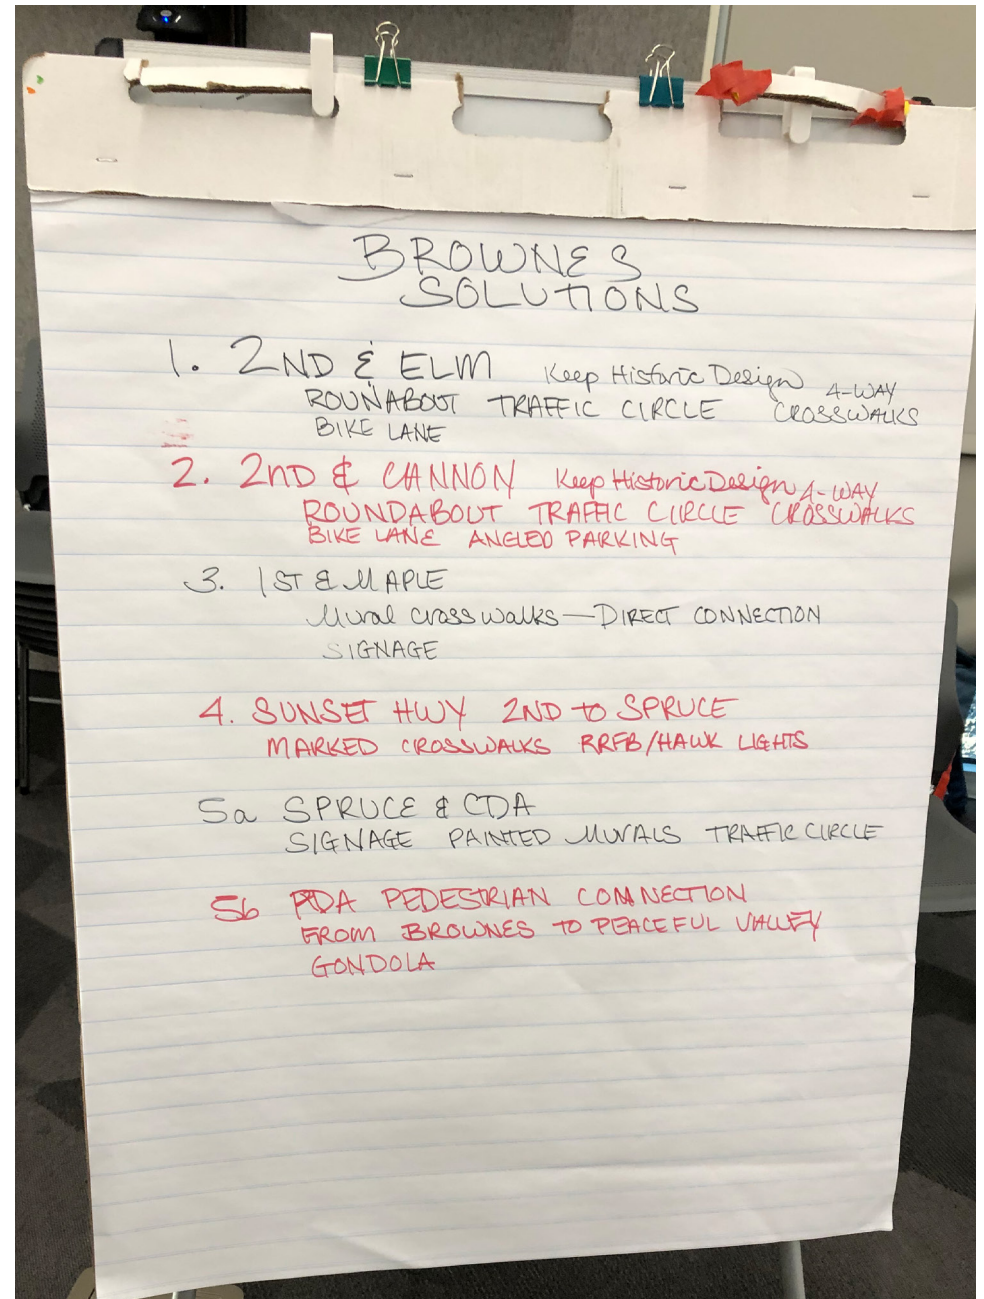 BROWNES
SOLUTIONS
1. 2ND & ELM Keep Historic Design 4-WAY
ROUNABOUT TRAFFIC CIRCLE CROSSWALKS
BIKE LANE
2. 2ND & CANNON Keep Historic Design 4-WAY
ROUNDABOUT TRAFFIC CIRCLE CROSSWALKS
BIKE LANE ANGLED PARKING
3. 1ST & MAPLE
Mural Crosswalks—DIRECT CONNECTION
SIGNAGE
4. SUNSET HWY 2ND to SPRUCE
MARKED CROSSWALKS RRFB/HAWK LIGHTS
5a SPRUCE & CDA
SIGNAGE PAINTED MURALS TRAFFIC CIRCLE
5b PEDESTRIAN CONNECTION
FROM BROWNES TO PEACEFUL VALLEY
GONDOLA